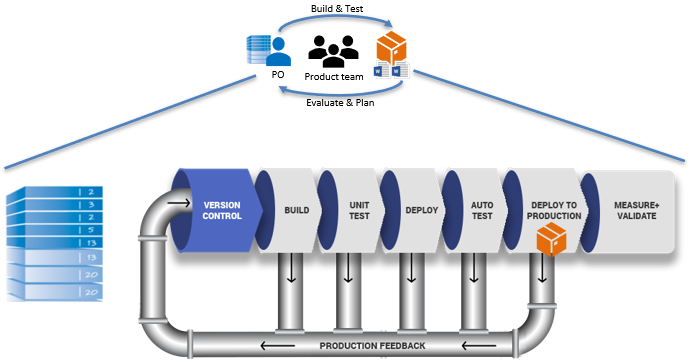 Build & Test
PO
Product team
Evaluate & Plan
2
3
2
5
13
13
20
20
VERSION
CONTROL
BUILD
UNIT
TEST
DEPLOY
AUTO
TEST
DEPLOY TO
PRODUCTION
MEASURE+
VALIDATE
PRODUCTION FEEDBACK